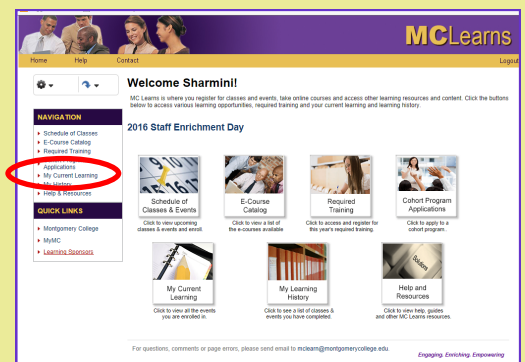 MCLearns
Home Help Contact Logout
Welcome Sharmini!
MC Learns is where you register for classes and events, take online courses and access other learning resources and content. Click the buttons
below to access various learning opportunities, required training and your current learning and learning history.
2016 Staff Enrichment Day
NAVIGATION
Schedule of Classes
E-Course Catalog
Required Training
Applications
My Current Learning
My History
Help & Resources
QUICK LINKS
Montgomery College
MyMC
Learning Sponsors
Schedule of
Classes & Events
Click to view upcoming
classes & events and enroll
E-Course
Catalog
Click to view a list of
the e-courses available
Required
Training
Click to access and register for
this year's required training.
Cohort Program
Applications
Click to apply to a
cohort program.
My Current
Learning
Click to view all the events
you are enrolled in.
My Learning
History
Click to see a list of classes &
events you have completed.
Solutions
Help and
Resources
Click to view help, guides
and other MC Learns resources.
For questions, comments or page errors, please send email to mclearn@montgomerycollege.edu.
Engaging. Enriching. Empowering